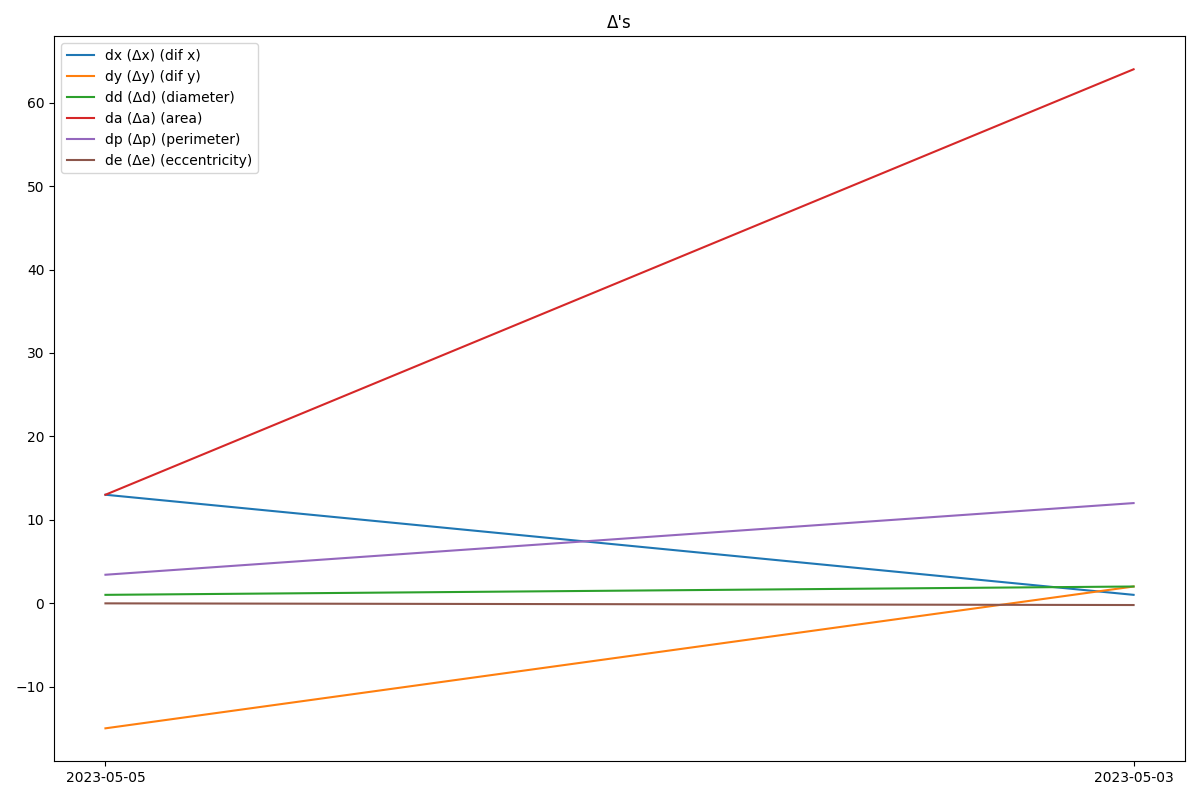 Δ's
dx (Δx) (dif x)
dy (Δy) (dif y)
dd (Δd) (diameter)
da (Δa) (area)
dp (Δp) (perimeter)
de (Δe) (eccentricity)
60
50
40
30
20
10
0
−10
2023-05-05 2023-05-03